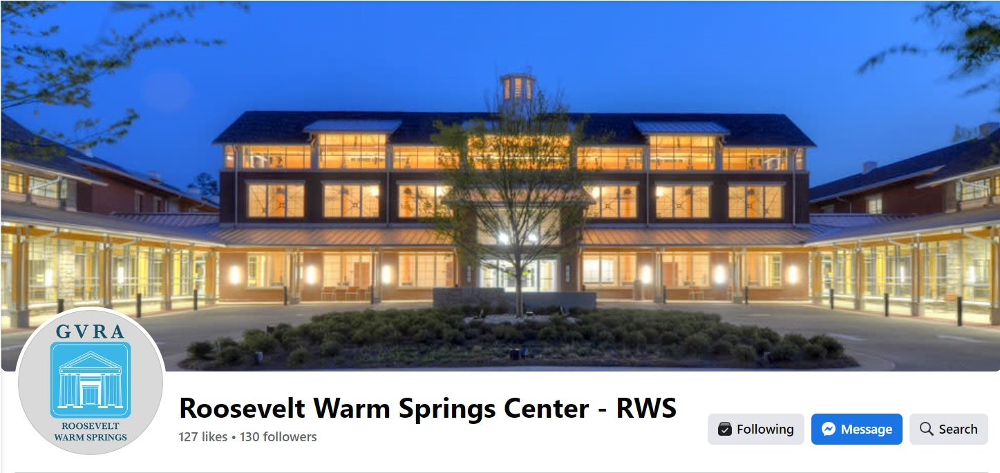 GVRA
ROOSEVELT
WARM SPRINGS
Roosevelt Warm Springs Center - RWS
127 likes • 130 followers
Following
Message
Search